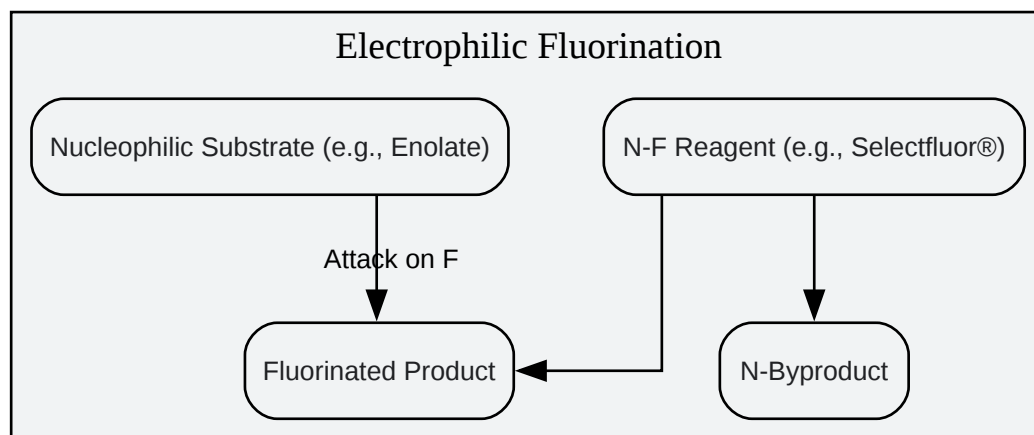 Electrophilic Fluorination
Nucleophilic Substrate (e.g., Enolate)
N-F Reagent (e.g., Selectfluor®)
Attack on F
Fluorinated Product
N-Byproduct